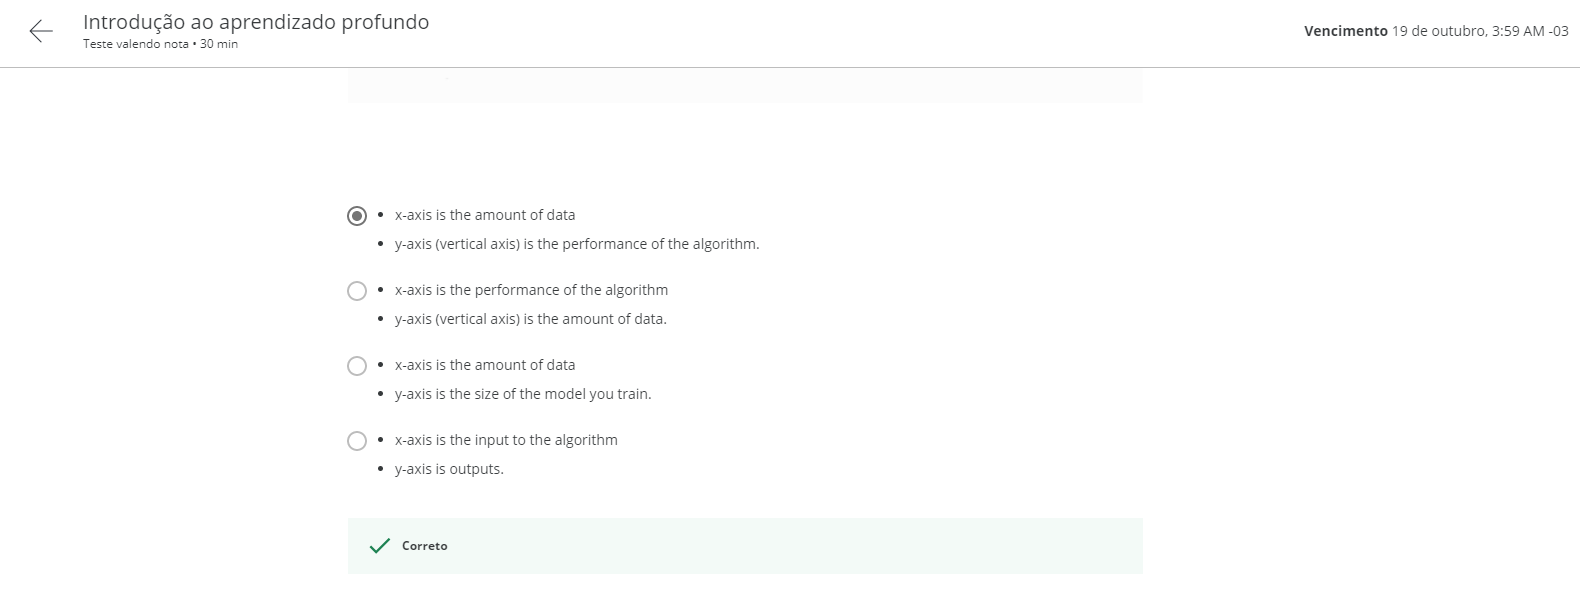 Introdução ao aprendizado profundo
Teste valendo nota • 30 min
Vencimento 19 de outubro, 3:59 AM -03
• x-axis is the amount of data
• y-axis (vertical axis) is the performance of the algorithm.
• x-axis is the performance of the algorithm
• y-axis (vertical axis) is the amount of data.
• x-axis is the amount of data
• y-axis is the size of the model you train.
• x-axis is the input to the algorithm
• y-axis is outputs.
Correto